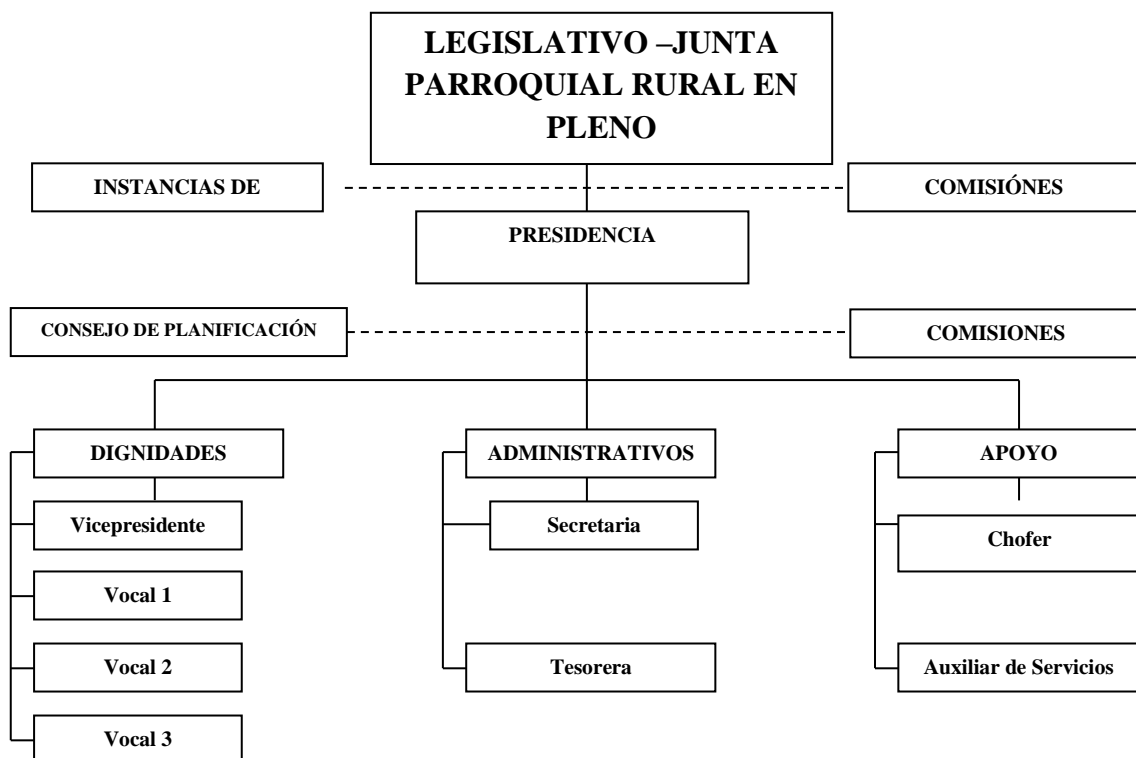 LEGISLATIVO –JUNTA
PARROQUIAL RURAL EN
PLENO
INSTANCIAS DE
COMISIÓNES
PRESIDENCIA
CONSEJO DE PLANIFICACIÓN
COMISIONES
DIGNIDADES
ADMINISTRATIVOS
APOYO
Vicepresidente
Secretaria
Chofer
Vocal 1
Vocal 2
Tesorera
Auxiliar de Servicios
Vocal 3